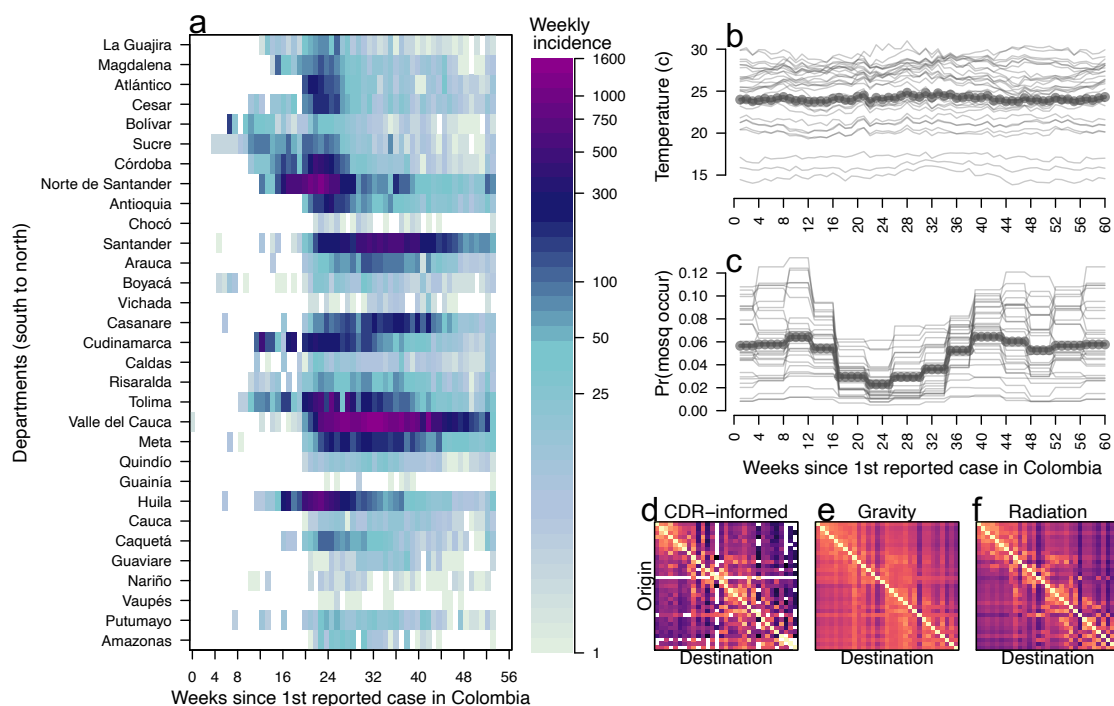 a
Weekly
incidence
La Guajira
Magdalena
Atlántico
Cesar
Bolívar
Sucre
Córdoba
Norte de Santander
Antioquia
Chocó
Santander
Arauca
Boyacá
Vichada
Casanare
Cudinamarca
Caldas
Risaralda
Tolima
Valle del Cauca
Meta
Quindío
Guainía
Huila
Cauca
Caquetá
Guaviare
Nariño
Vaupés
Putumayo
Amazonas
Departments (south to north)
0 4 8 16 24 32 40 48 56
Weeks since 1st reported case in Colombia
1600
1000
750
500
300
100
50
25
1
b
Temperature (c)
30
25
20
15
0 4 8 12 16 20 24 28 32 36 40 44 48 52 56 60
c
Pr(mosq occur)
0.12
0.10
0.08
0.06
0.04
0.02
0.00
0 4 8 12 16 20 24 28 32 36 40 44 48 52 56 60
Weeks since 1st reported case in Colombia
d
CDR−informed
Origin
Destination
e
Gravity
Destination
f
Radiation
Destination